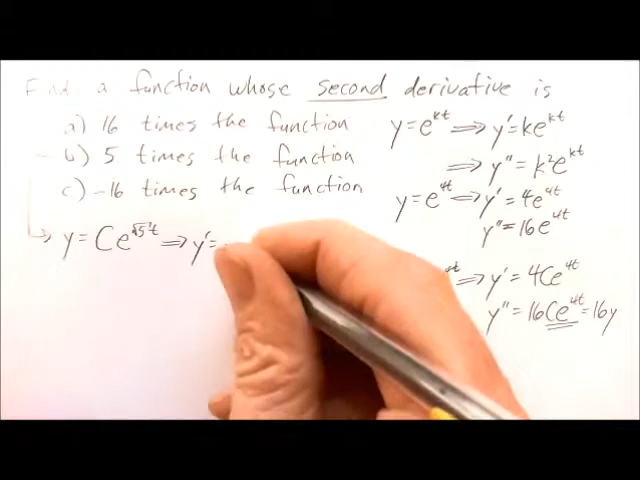 Find a function whose second derivative is
a) 16 times the function
b) 5 times the function
c) -16 times the function
y = e^{kt} ⟹ y' = ke^{kt}
⟹ y'' = k²e^{kt}
y = e^{4t} ⟹ y' = 4e^{4t}
y'' = 16e^{4t}
⟹ y' = 4Ce^{4t}
y'' = 16Ce^{4t} = 16y
y = Ce^{√5 t} ⟹ y' =